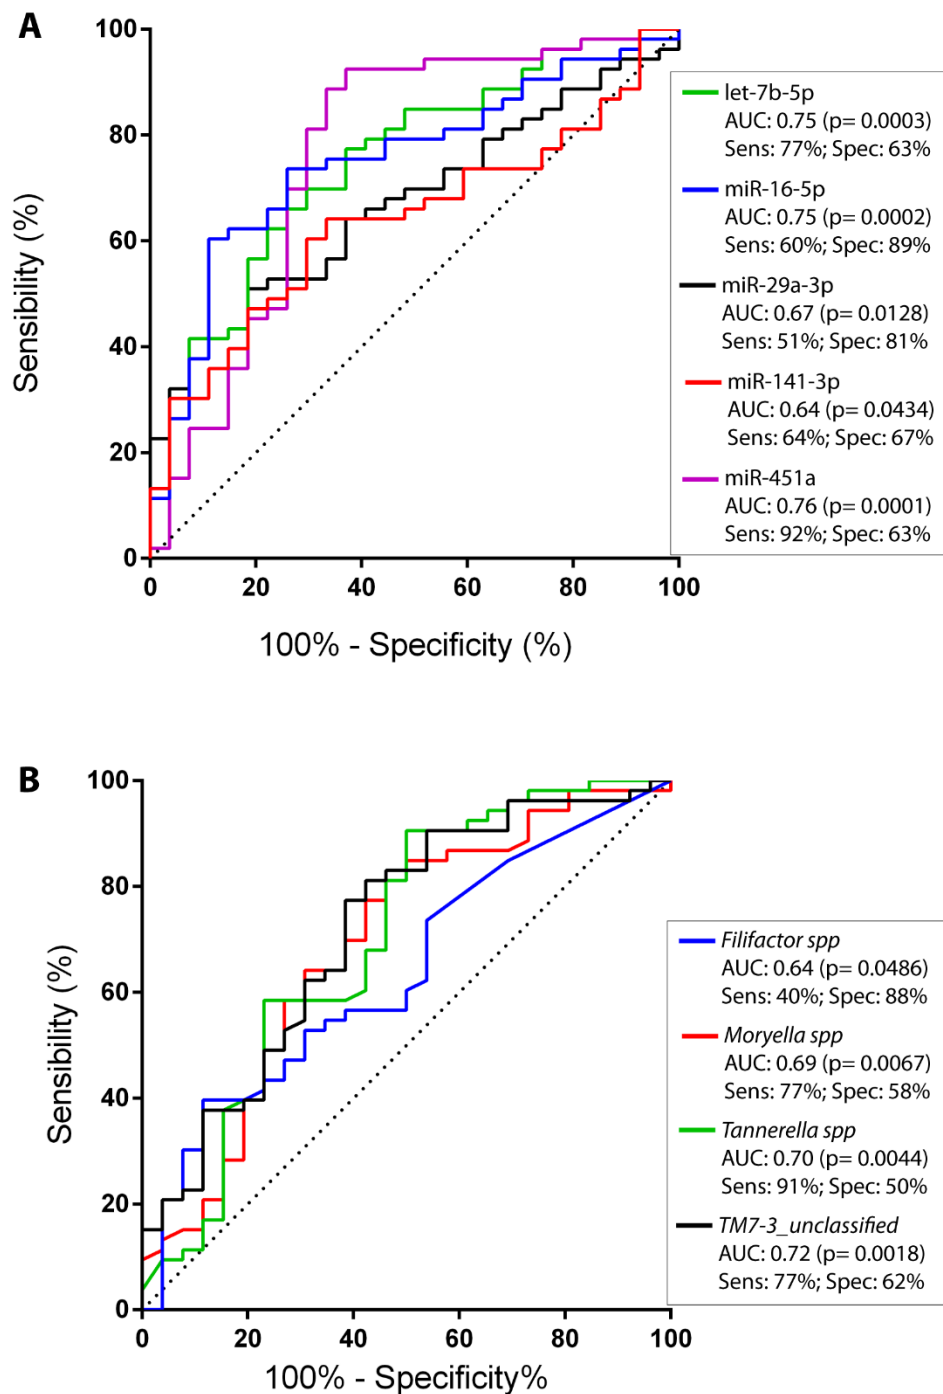 A
100
80
60
40
20
0
Sensibility (%)
0 20 40 60 80 100
100% - Specificity (%)
let-7b-5p
AUC: 0.75 (p= 0.0003)
Sens: 77%; Spec: 63%
miR-16-5p
AUC: 0.75 (p= 0.0002)
Sens: 60%; Spec: 89%
miR-29a-3p
AUC: 0.67 (p= 0.0128)
Sens: 51%; Spec: 81%
miR-141-3p
AUC: 0.64 (p= 0.0434)
Sens: 64%; Spec: 67%
miR-451a
AUC: 0.76 (p= 0.0001)
Sens: 92%; Spec: 63%
B
100
80
60
40
20
0
Sensibility (%)
0 20 40 60 80 100
100% - Specificity%
Filifactor spp
AUC: 0.64 (p= 0.0486)
Sens: 40%; Spec: 88%
Moryella spp
AUC: 0.69 (p= 0.0067)
Sens: 77%; Spec: 58%
Tannerella spp
AUC: 0.70 (p= 0.0044)
Sens: 91%; Spec: 50%
TM7-3_unclassified
AUC: 0.72 (p= 0.0018)
Sens: 77%; Spec: 62%